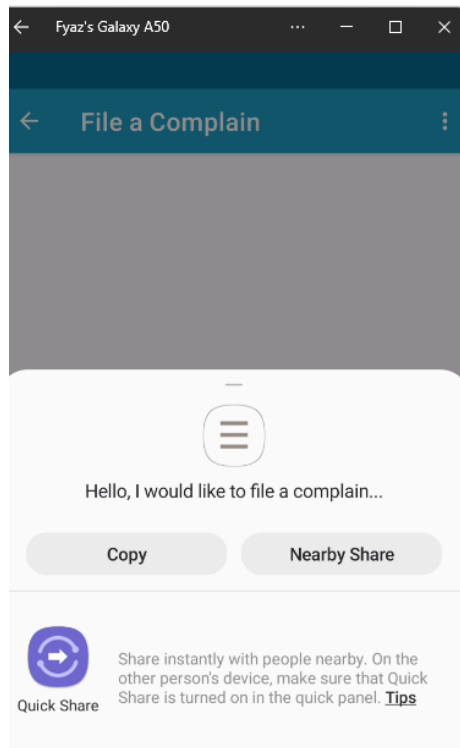 Fyaz's Galaxy A50
File a Complain
Hello, I would like to file a complain...
Copy
Nearby Share
Quick Share
Share instantly with people nearby. On the
other person's device, make sure that Quick
Share is turned on in the quick panel. Tips